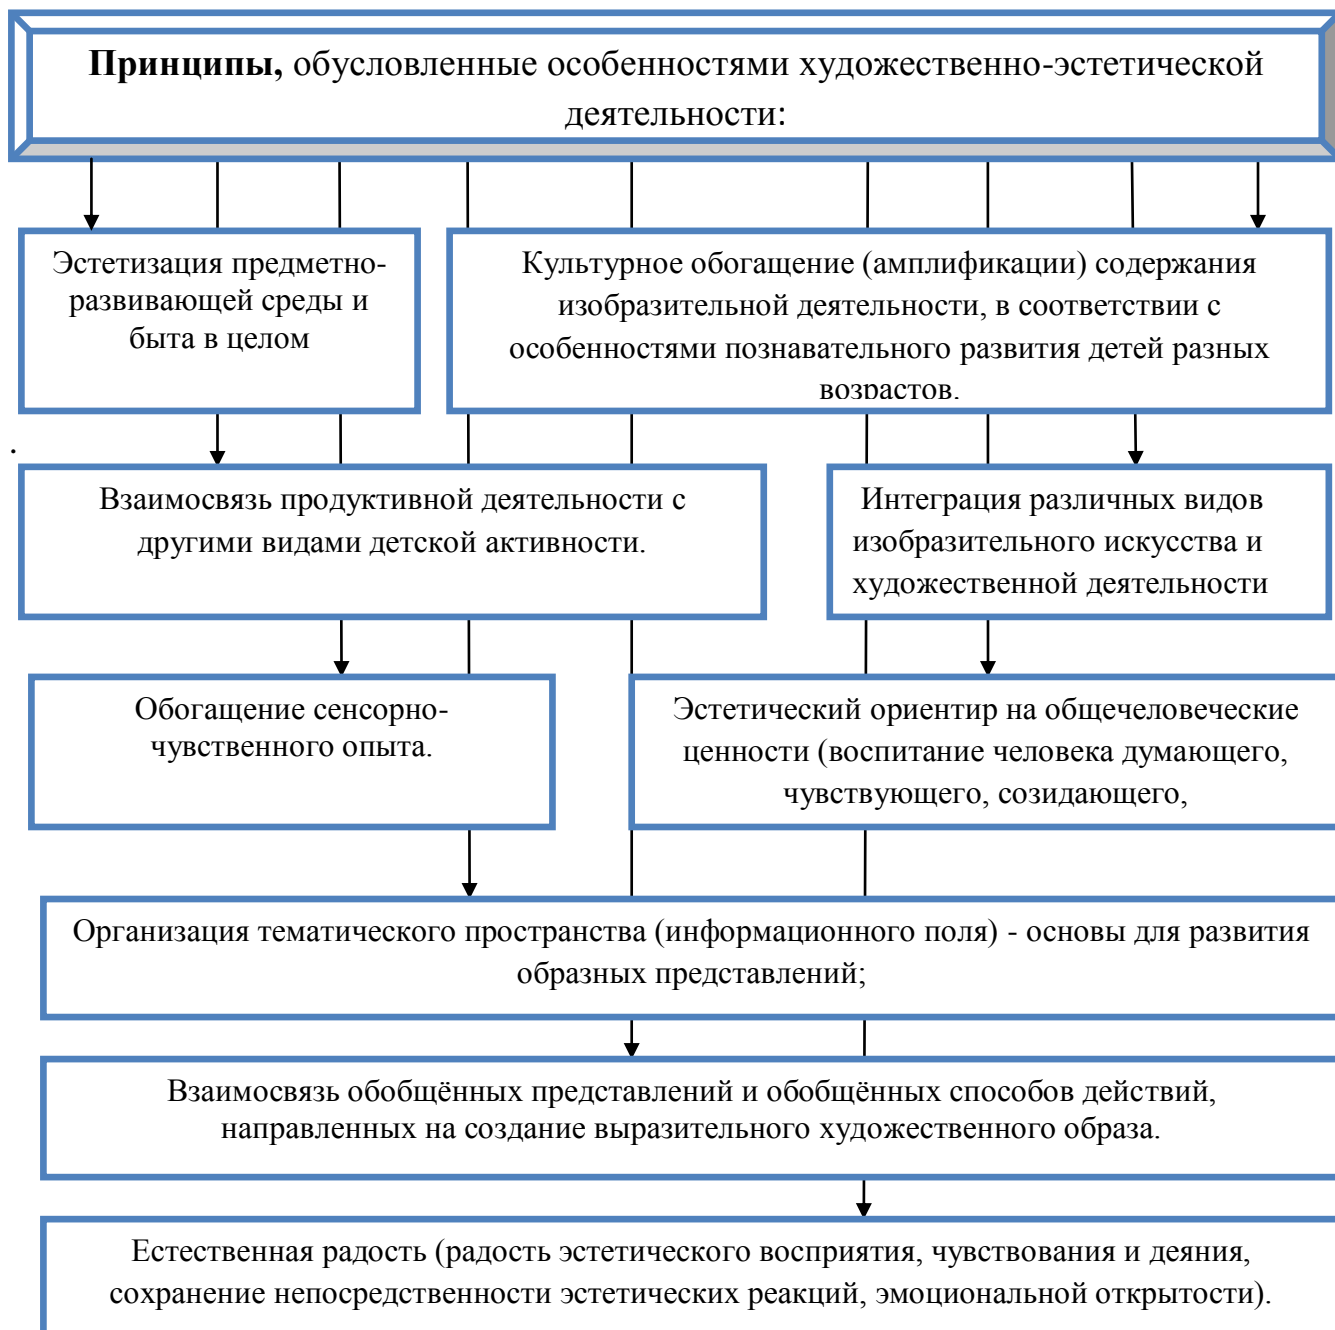 Принципы, обусловленные особенностями художественно-эстетической
деятельности:
Эстетизация предметно-
развивающей среды и
быта в целом
Культурное обогащение (амплификации) содержания
изобразительной деятельности, в соответствии с
особенностями познавательного развития детей разных
возрастов.
.
Взаимосвязь продуктивной деятельности с
другими видами детской активности.
Интеграция различных видов
изобразительного искусства и
художественной деятельности
Обогащение сенсорно-
чувственного опыта.
Эстетический ориентир на общечеловеческие
ценности (воспитание человека думающего,
чувствующего, созидающего,
Организация тематического пространства (информационного поля) - основы для развития
образных представлений;
Взаимосвязь обобщённых представлений и обобщённых способов действий,
направленных на создание выразительного художественного образа.
Естественная радость (радость эстетического восприятия, чувствования и деяния,
сохранение непосредственности эстетических реакций, эмоциональной открытости).